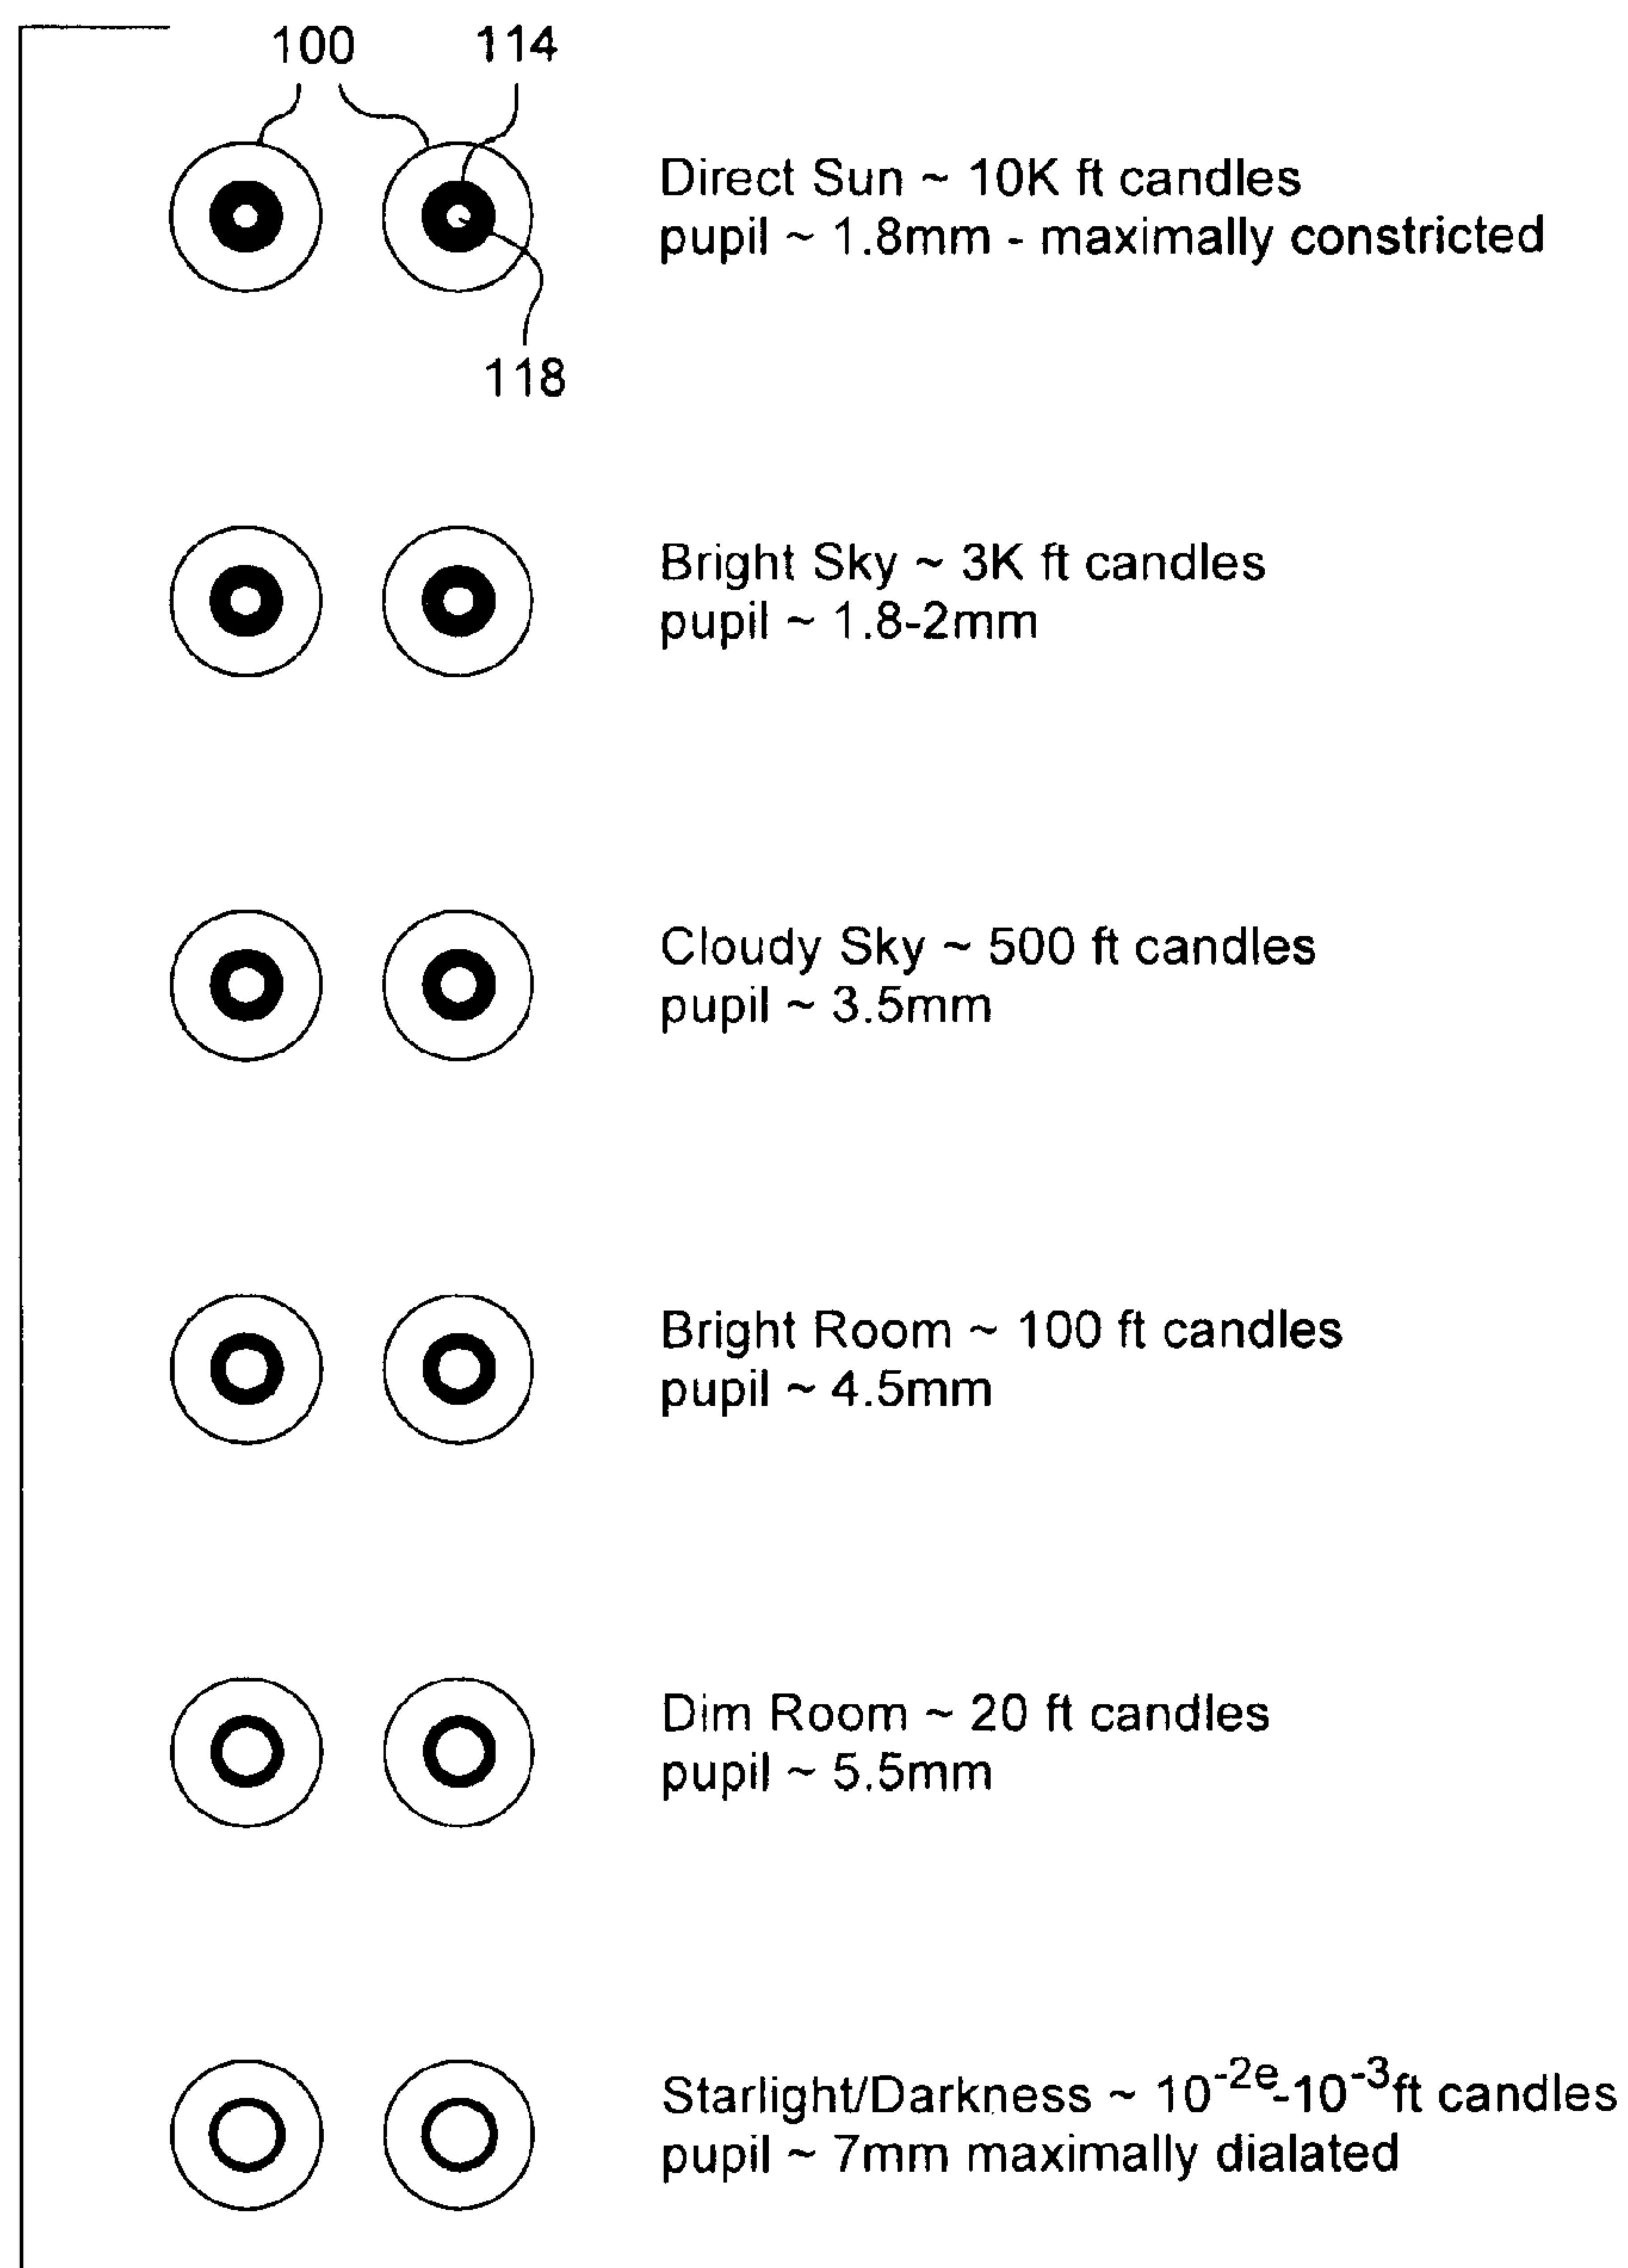 100 114
Direct Sun ~ 10K ft candles
pupil ~ 1.8mm - maximally constricted
118
Bright Sky ~ 3K ft candles
pupil ~ 1.8-2mm
Cloudy Sky ~ 500 ft candles
pupil ~ 3.5mm
Bright Room ~ 100 ft candles
pupil ~ 4.5mm
Dim Room ~ 20 ft candles
pupil ~ 5.5mm
Starlight/Darkness ~ 10⁻²ᵉ-10⁻³ft candles
pupil ~ 7mm maximally dialated